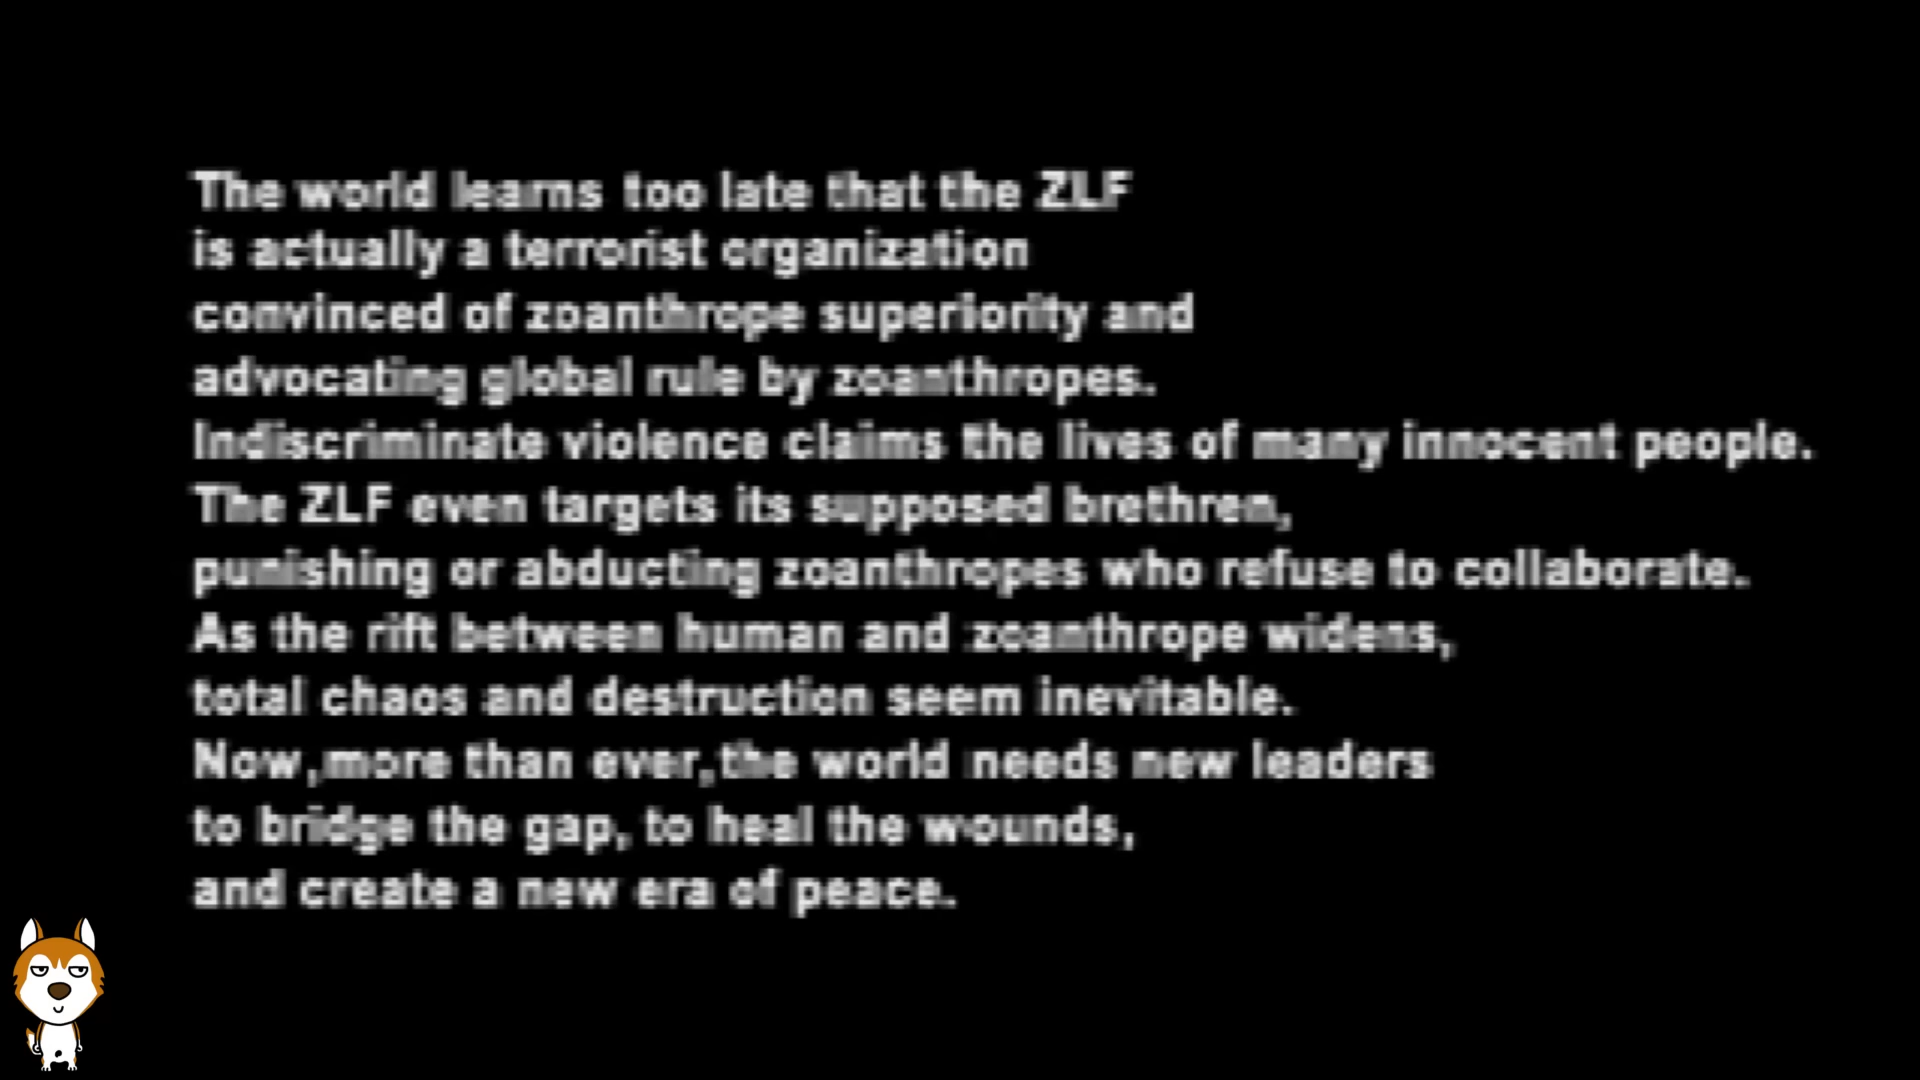 The world learns too late that the ZLF
is actually a terrorist organization
convinced of zoanthrope superiority and
advocating global rule by zoanthropes.
Indiscriminate violence claims the lives of many innocent people.
The ZLF even targets its supposed brethren,
punishing or abducting zoanthropes who refuse to collaborate.
As the rift between human and zoanthrope widens,
total chaos and destruction seem inevitable.
Now,more than ever,the world needs new leaders
to bridge the gap, to heal the wounds,
and create a new era of peace.